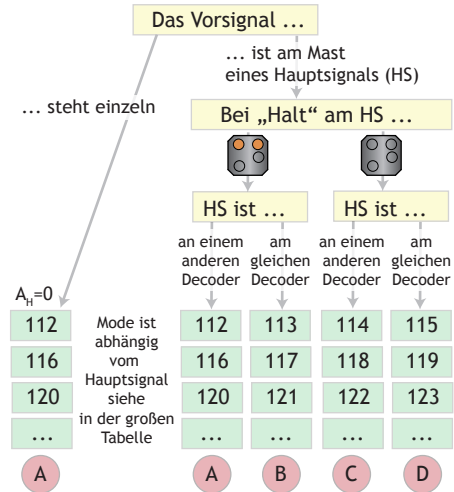 Das Vorsignal ...
... ist am Mast
eines Hauptsignals (HS)
... steht einzeln
Bei „Halt“ am HS ...
HS ist ...
HS ist ...
an einem
anderen
Decoder
am
gleichen
Decoder
an einem
anderen
Decoder
am
gleichen
Decoder
AH=0
112
116
120
...
A
Mode ist
abhängig
vom
Hauptsignal
siehe
in der großen
Tabelle
112 113 114 115
116 117 118 119
120 121 122 123
... ... ... ...
A B C D